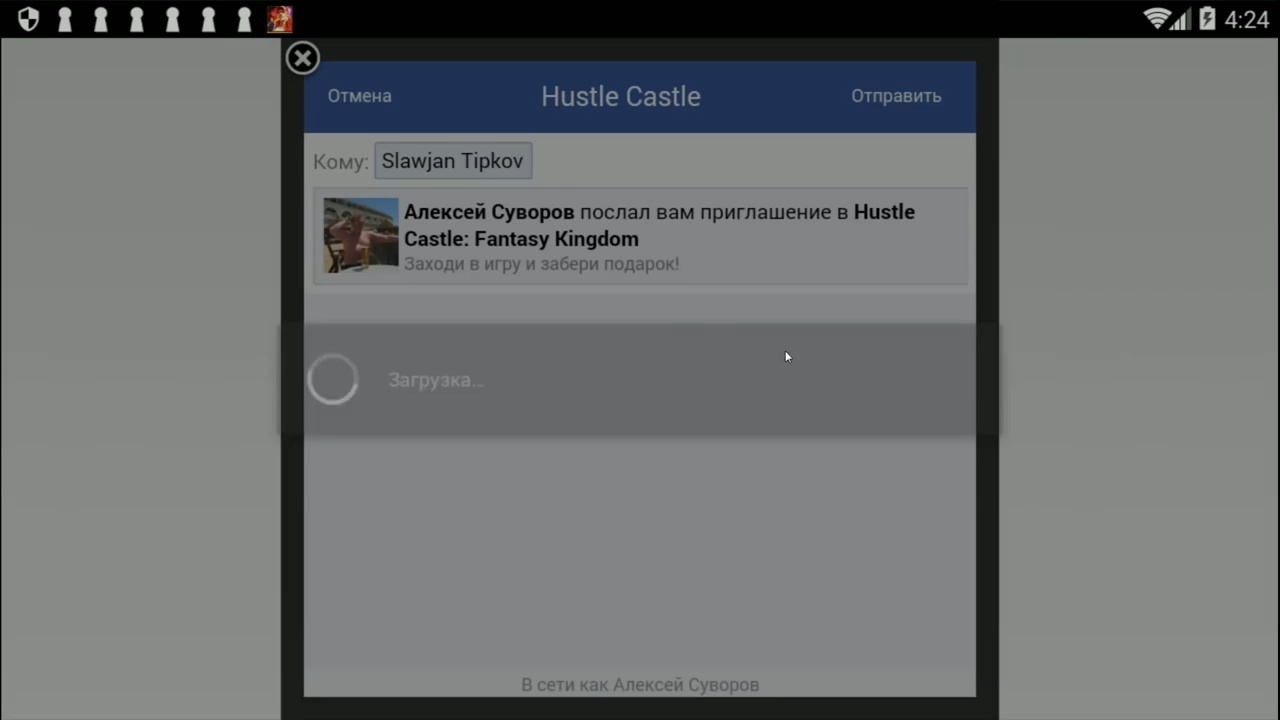 4:24
Отмена
Hustle Castle
Отправить
Кому: Slawjan Tipkov
Алексей Суворов послал вам приглашение в Hustle
Castle: Fantasy Kingdom
Заходи в игру и забери подарок!
Загрузка...
В сети как Алексей Суворов